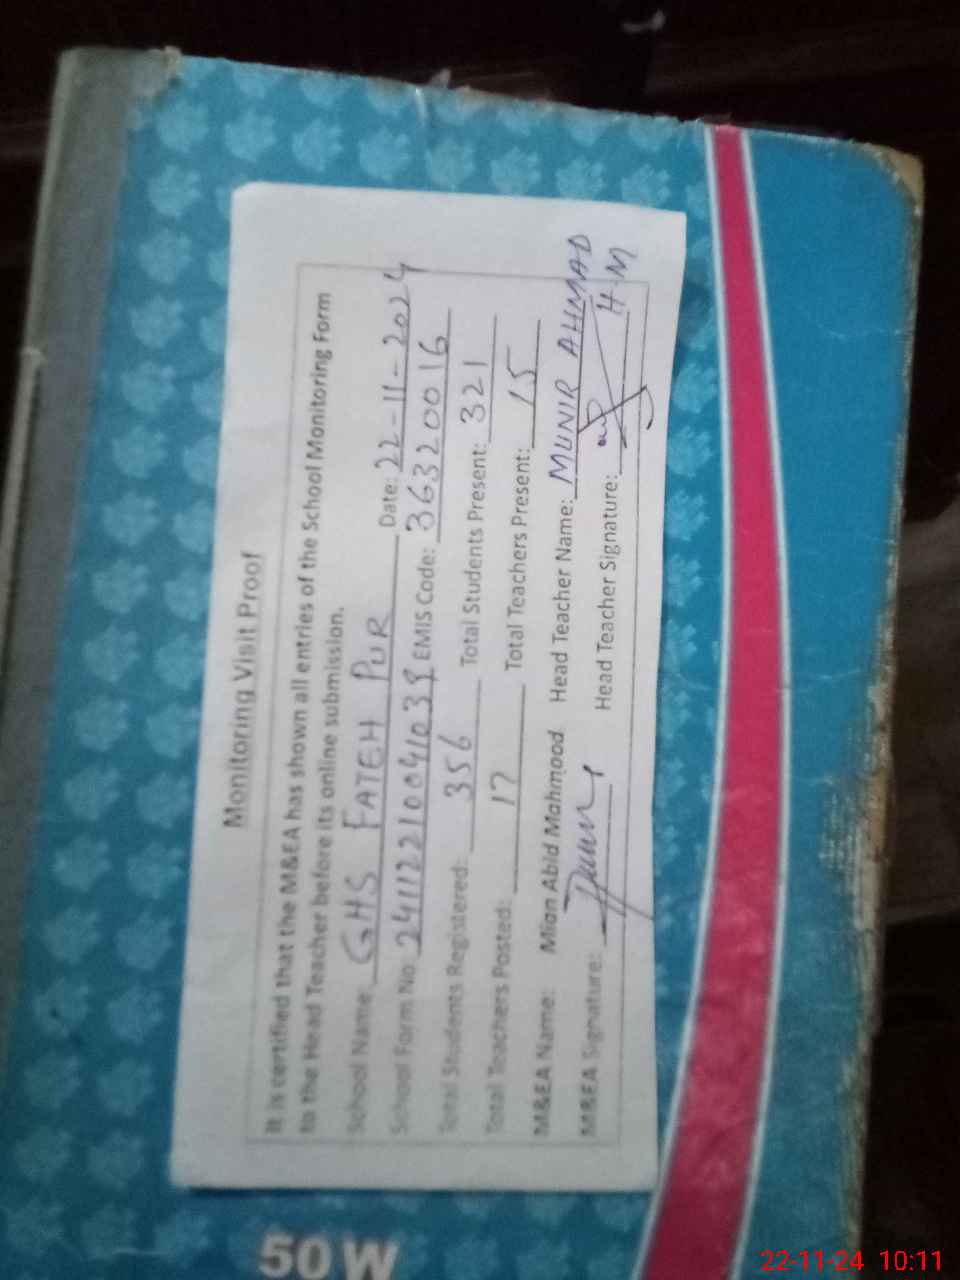 Monitoring Visit Proof
It is certified that the M&EA has shown all entries of the School Monitoring Form
to the Head Teacher before its online submission.
School Name: GHS FATEH PUR Date: 22-11-2024
School Form No 24112210041039 EMIS Code: 36320016
Total Students Registered: 356 Total Students Present: 321
Total Teachers Posted: 17 Total Teachers Present: 15
M&EA Name: Mian Abid Mahmood Head Teacher Name: MUNIR AHMAD
M&EA Signature: Head Teacher Signature: H.M
50W
22-11-24 10:11